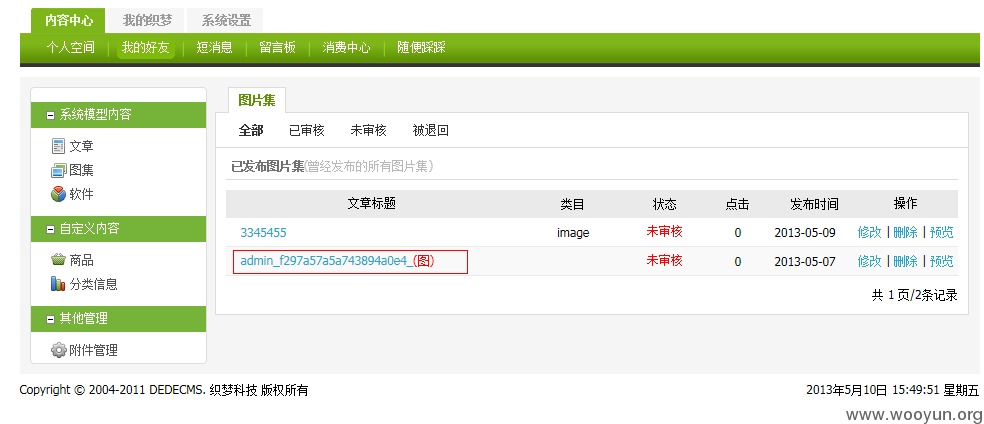 内容中心 我的织梦 系统设置
个人空间 我的好友 短消息 留言板 消费中心 随便踩踩
系统模型内容
文章
图集
软件
自定义内容
商品
分类信息
其他管理
附件管理
图片集
全部 已审核 未审核 被退回
已发布图片集(曾经发布的所有图片集)
文章标题 类目 状态 点击 发布时间 操作
3345455 image 未审核 0 2013-05-09 修改 | 删除 | 预览
admin_f297a57a5a743894a0e4_(图) 未审核 0 2013-05-07 修改 | 删除 | 预览
共 1 页/2条记录
Copyright © 2004-2011 DEDECMS. 织梦科技 版权所有 2013年5月10日 15:49:51 星期五
www.wooyun.org